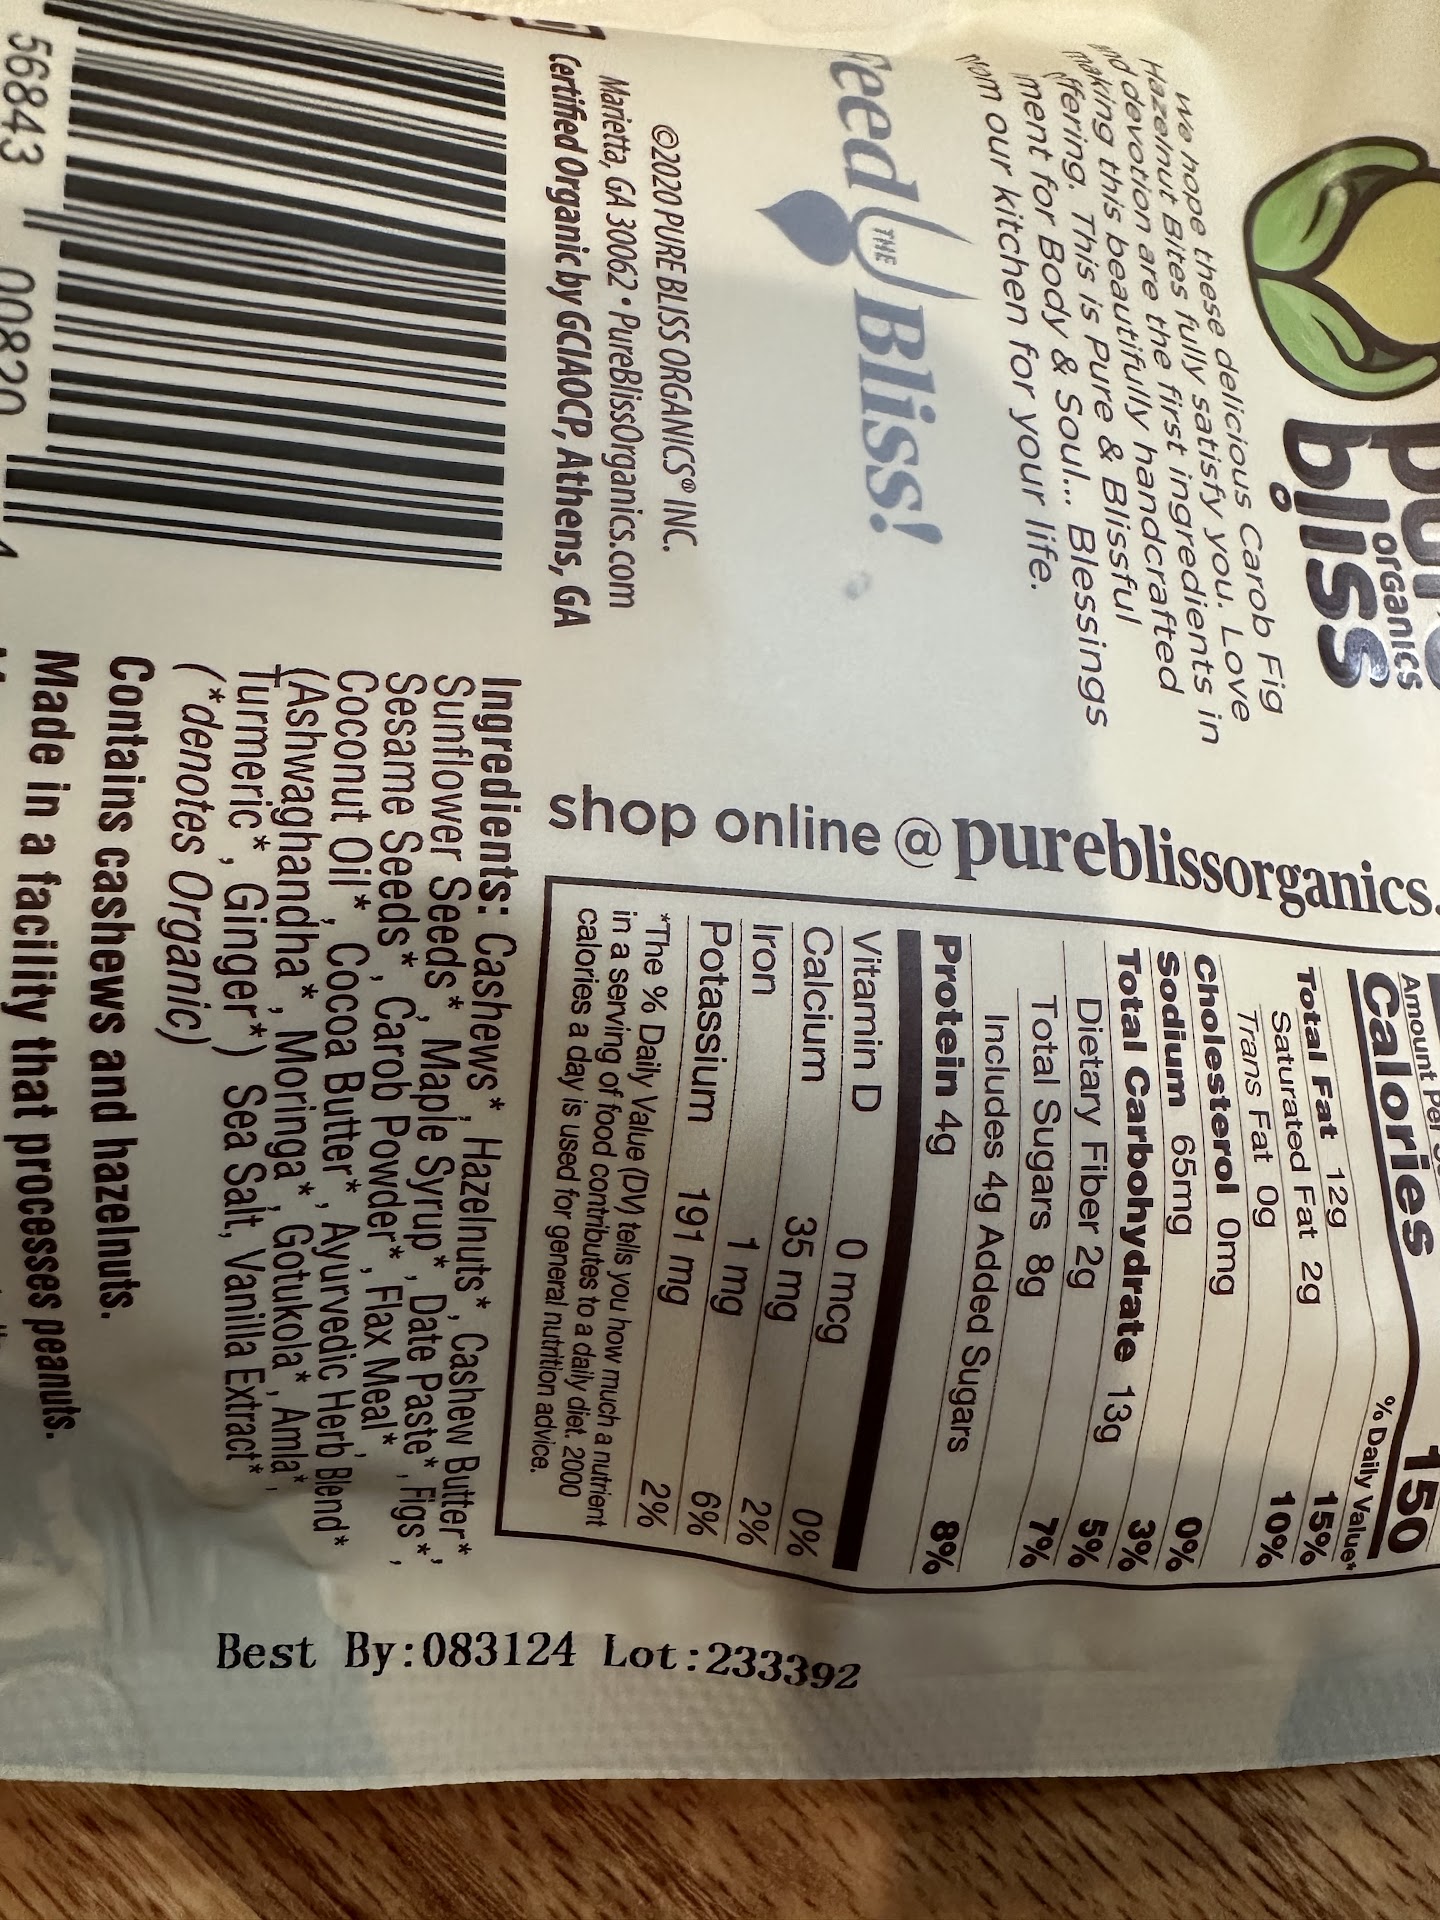 organics
bliss
We hope these delicious Carob Fig
Hazelnut Bites fully satisfy you. Love
and devotion are the first ingredients in
making this beautifully handcrafted
offering. This is Pure & Blissful
ment for Body & Soul... Blessings
from our kitchen for your life.
Feed THE Bliss!
©2020 PURE BLISS ORGANICS® INC.
Marietta, GA 30062 • PureBlissOrganics.com
Certified Organic by GCIAOCP, Athens, GA
56843 00820
shop online @ pureblissorganics.
Amount Per
Calories 150
% Daily Value*
Total Fat 12g 15%
Saturated Fat 2g 10%
Trans Fat 0g
Cholesterol 0mg 0%
Sodium 65mg 3%
Total Carbohydrate 13g 5%
Dietary Fiber 2g 7%
Total Sugars 8g
Includes 4g Added Sugars 8%
Protein 4g
Vitamin D 0 mcg 0%
Calcium 35 mg 2%
Iron 1 mg 6%
Potassium 191 mg 2%
*The % Daily Value (DV) tells you how much a nutrient
in a serving of food contributes to a daily diet. 2000
calories a day is used for general nutrition advice.
Ingredients: Cashews*, Hazelnuts*, Cashew Butter*,
Sunflower Seeds*, Maple Syrup*, Date Paste*, Figs*,
Sesame Seeds*, Carob Powder*, Flax Meal*,
Coconut Oil*, Cocoa Butter*, Ayurvedic Herb Blend*
(Ashwaghandha*, Moringa*, Gotukola*, Amla*,
Turmeric*, Ginger*) Sea Salt, Vanilla Extract*
(*denotes Organic)
Contains cashews and hazelnuts.
Made in a facility that processes peanuts.
Best By:083124 Lot:233392